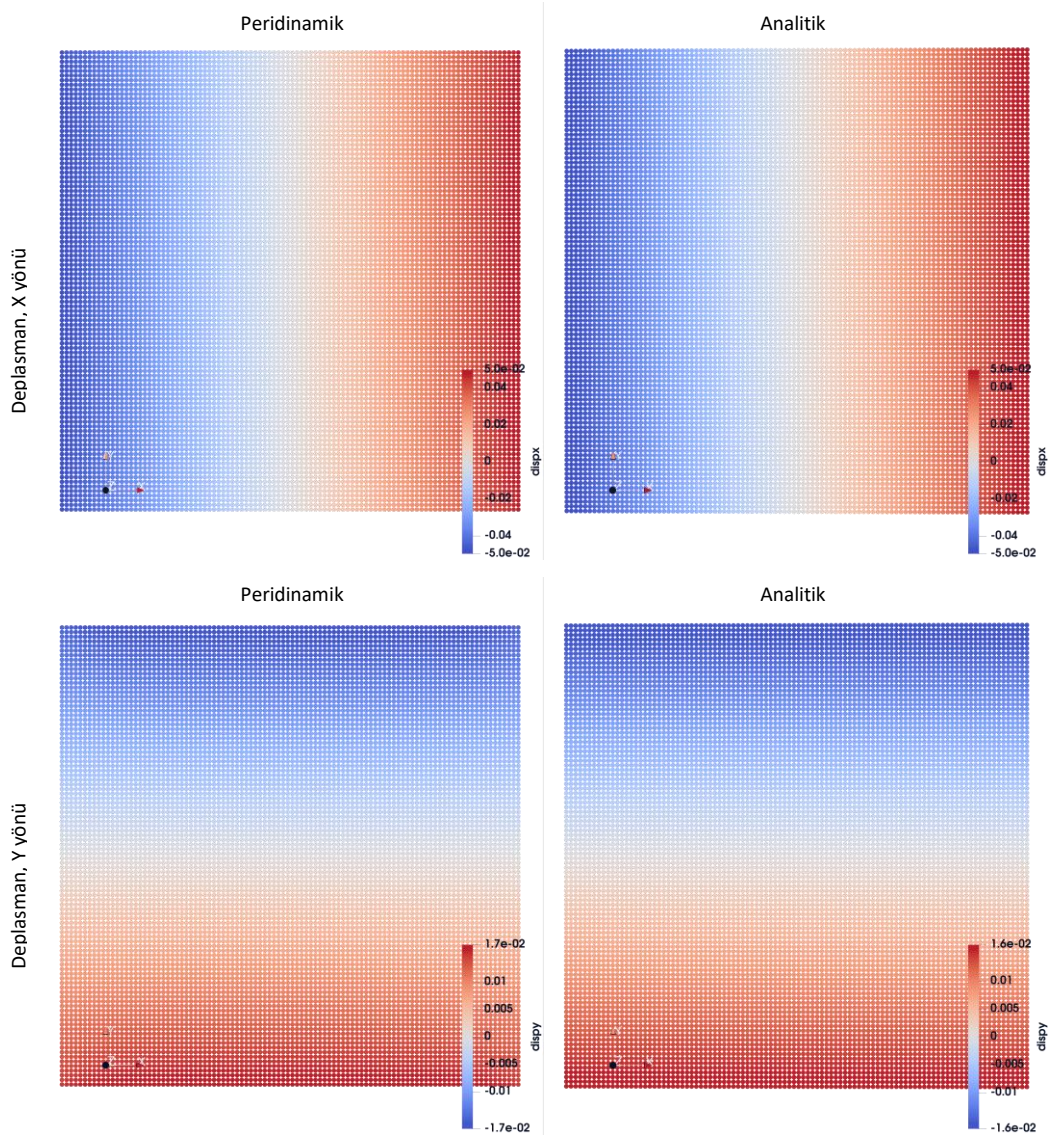 Peridinamik
Analitik
Deplasman, X yönü
5.0e-02
0.04
0.02
0
-0.02
-0.04
-5.0e-02
dispx
Y
Z
X
5.0e-02
0.04
0.02
0
-0.02
-0.04
-5.0e-02
dispx
Y
Z
X
Peridinamik
Analitik
Deplasman, Y yönü
1.7e-02
0.01
0.005
0
-0.005
-0.01
-1.7e-02
dispy
Y
Z
X
1.6e-02
0.01
0.005
0
-0.005
-0.01
-1.6e-02
dispy
Y
Z
X